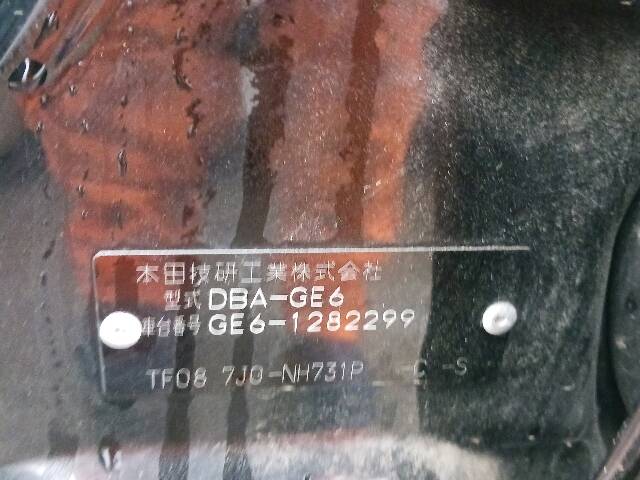 本田技研工業株式会社
型式 DBA-GE6
車台番号 GE6-1282299
TF08 7J0-NH731P -C -S